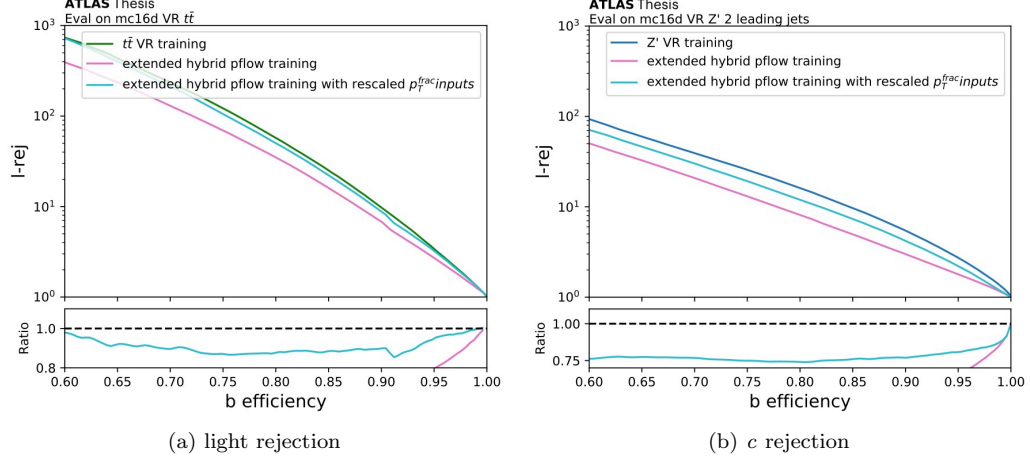 ATLAS Thesis
Eval on mc16d VR tt̄
tt̄ VR training
extended hybrid pflow training
extended hybrid pflow training with rescaled p_T^{frac}inputs
l-rej
10³
10²
10¹
10⁰
Ratio
1.0
0.8
0.60 0.65 0.70 0.75 0.80 0.85 0.90 0.95 1.00
b efficiency
(a) light rejection
ATLAS Thesis
Eval on mc16d VR Z' 2 leading jets
Z' VR training
extended hybrid pflow training
extended hybrid pflow training with rescaled p_T^{frac}inputs
l-rej
10³
10²
10¹
10⁰
Ratio
1.00
0.75
0.60 0.65 0.70 0.75 0.80 0.85 0.90 0.95 1.00
b efficiency
(b) c rejection